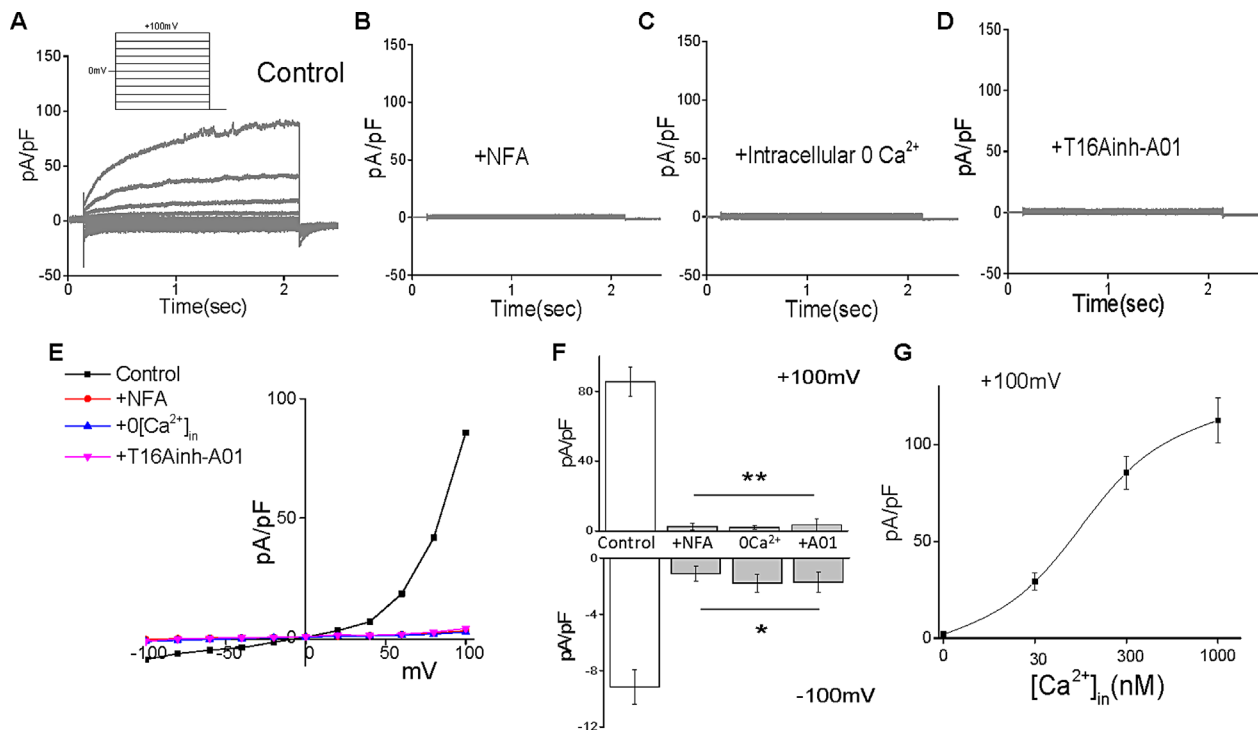 A
+100mV
0mV
Control
150
100
50
0
-50
pA/pF
0
1
2
Time(sec)
B
150
100
50
0
-50
pA/pF
+NFA
0
1
2
Time(sec)
C
150
100
50
0
-50
pA/pF
+Intracellular 0 Ca²⁺
0
1
2
Time(sec)
D
150
100
50
0
-50
pA/pF
+T16Ainh-A01
0
1
2
Time(sec)
E
Control
+NFA
+0[Ca²⁺]in
+T16Ainh-A01
100
50
0
pA/pF
-100
-50
0
50
100
mV
F
+100mV
80
40
0
pA/pF
**
Control
+NFA
0Ca²⁺
+A01
0
-4
-8
-12
pA/pF
*
-100mV
G
+100mV
100
50
0
pA/pF
0
30
300
1000
[Ca²⁺]in(nM)